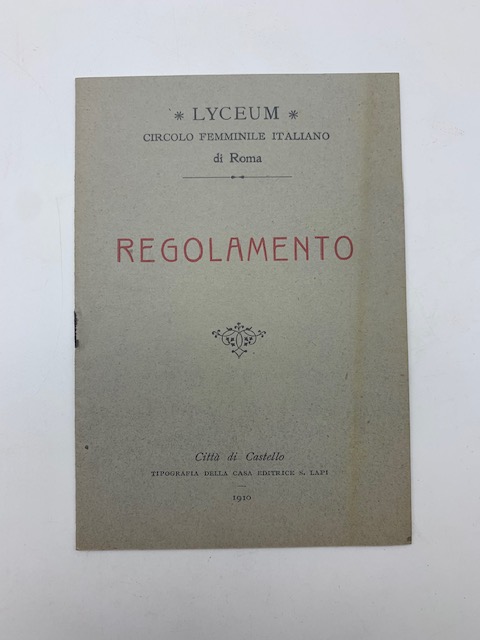 * LYCEUM *
CIRCOLO FEMMINILE ITALIANO
di Roma
REGOLAMENTO
Città di Castello
TIPOGRAFIA DELLA CASA EDITRICE S. LAPI
1910